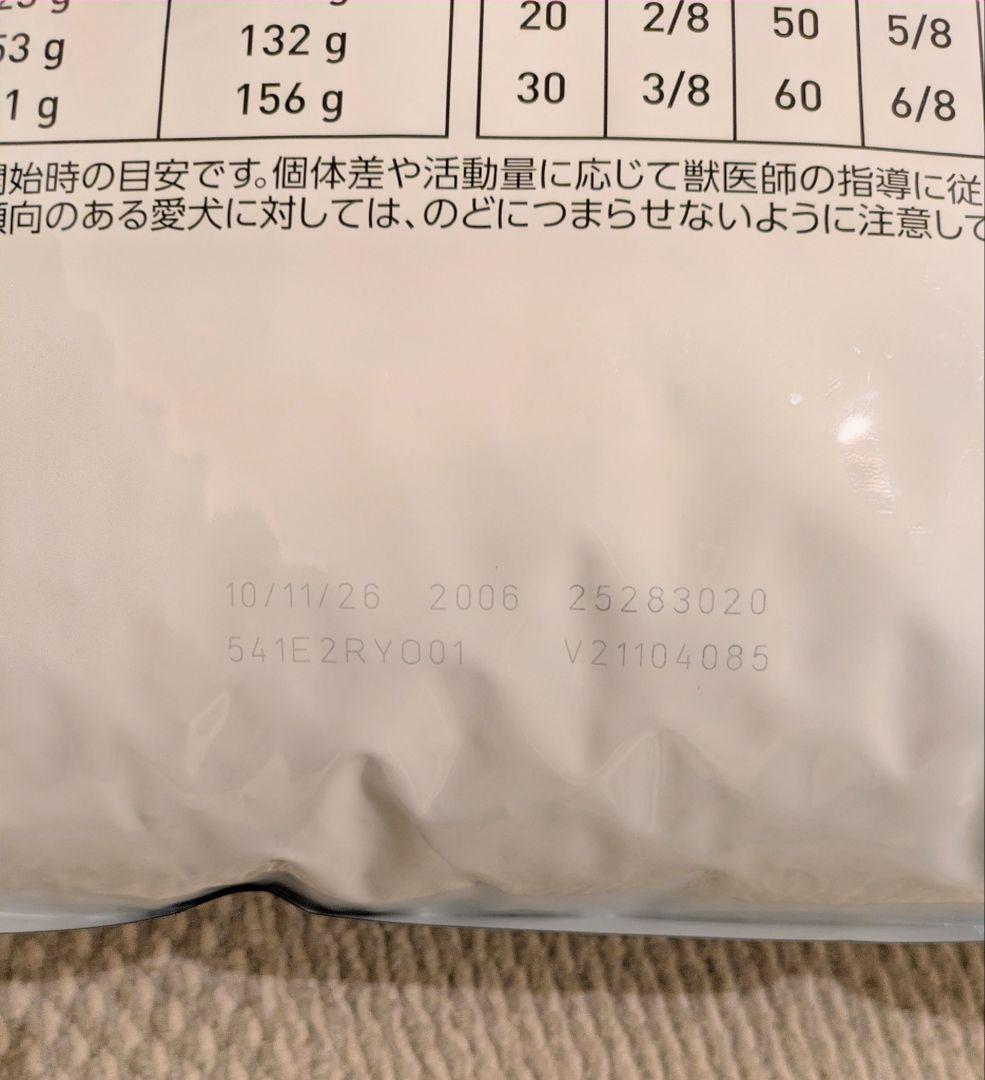 20 2/8 50 5/8
53 g 132 g
30 3/8 60 6/8
1 g 156 g
始時の目安です。個体差や活動量に応じて獣医師の指導に従
向のある愛犬に対しては、のどにつまらせないように注意して
10/11/26 2006 25283020
541E2RYO01 V21104085